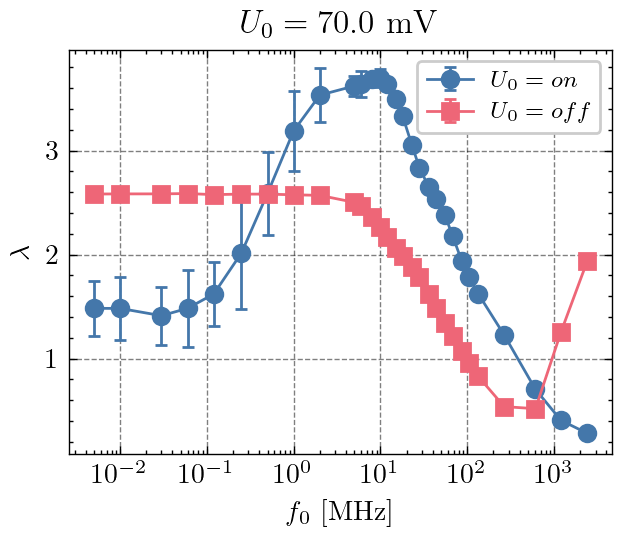 U₀ = 70.0 mV
U₀ = on
U₀ = off
3
2
1
λ
10⁻² 10⁻¹ 10⁰ 10¹ 10² 10³
f₀ [MHz]